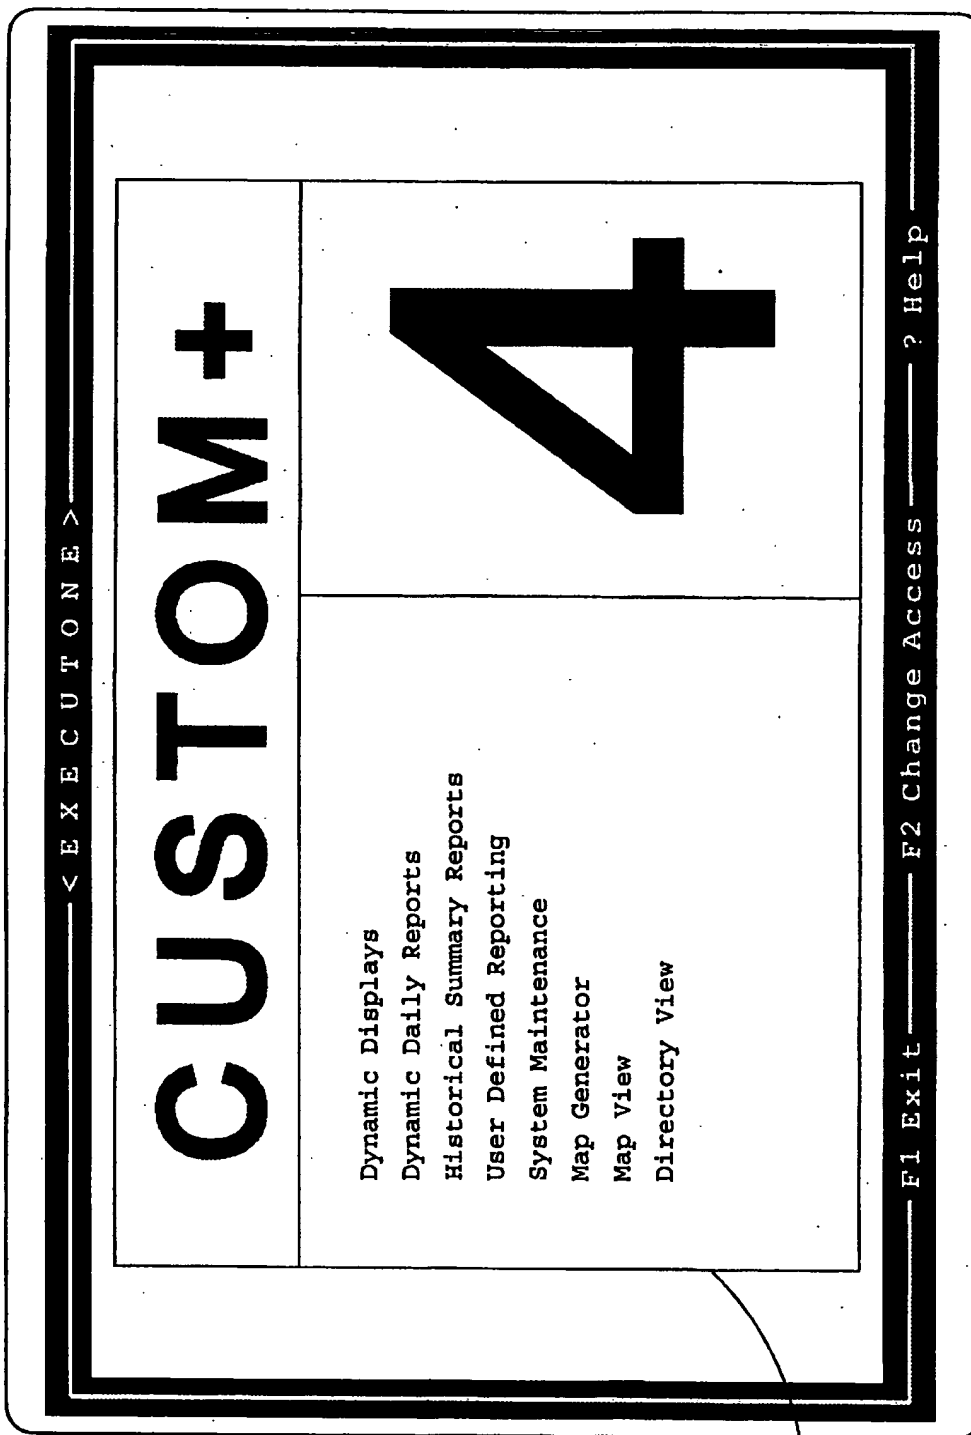 < E X E C U T O N E >
CUSTOM+
Dynamic Displays
Dynamic Daily Reports
Historical Summary Reports
User Defined Reporting
System Maintenance
Map Generator
Map View
Directory View
4
F1 Exit F2 Change Access ? Help